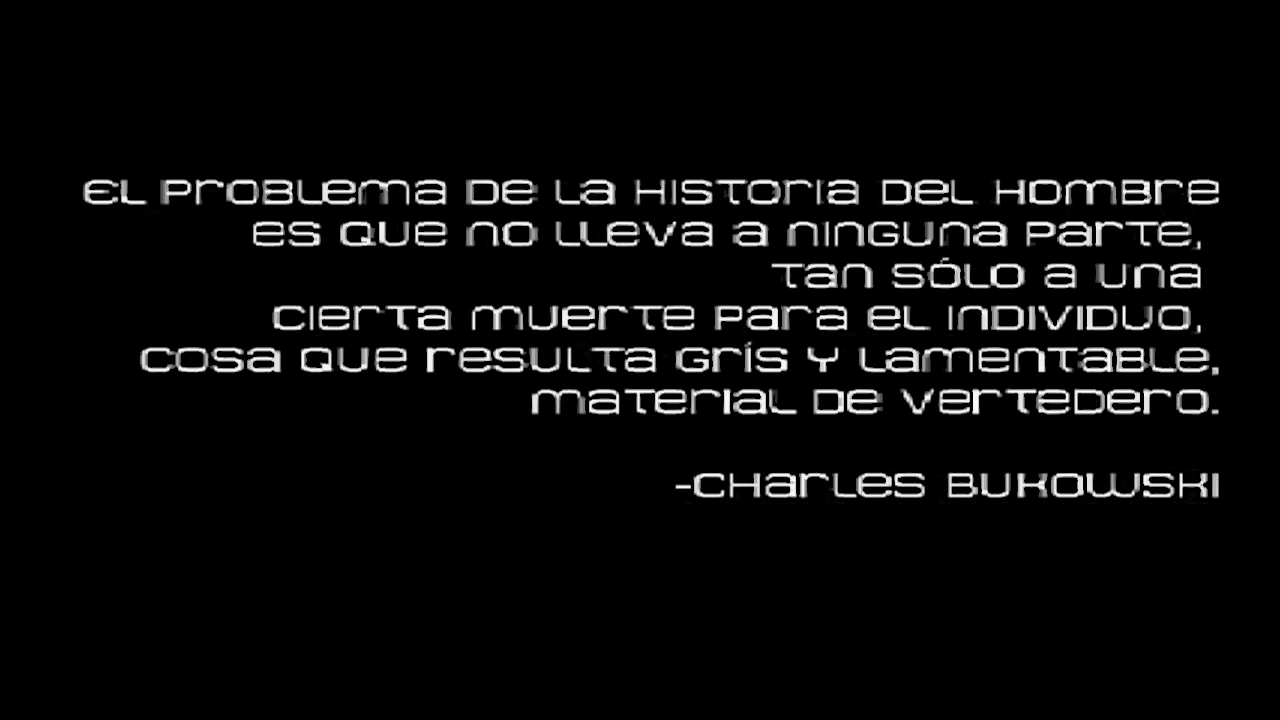 El problema de la historia del hombre
es que no lleva a ninguna parte,
tan sólo a una
cierta muerte para el individuo,
cosa que resulta grís y lamentable,
material de vertedero.
-Charles Bukowski